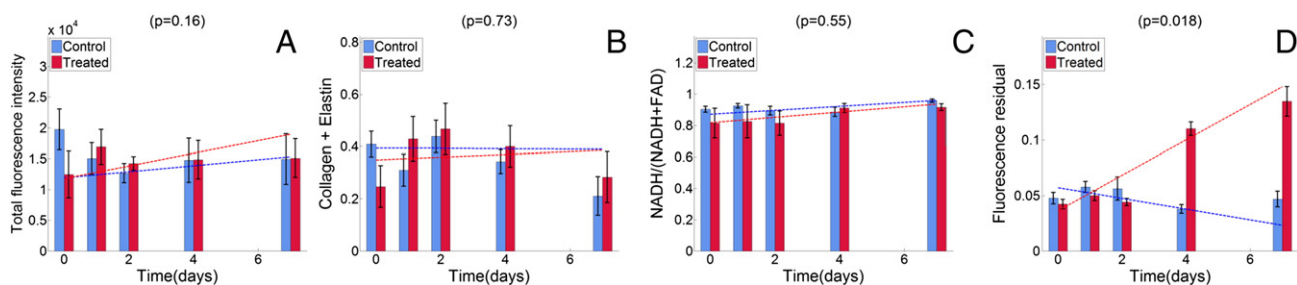 (p=0.16)
x 10⁴
A
Control
Treated
Total fluorescence intensity
3
2.5
2
1.5
1
0.5
0
0 2 4 6
Time(days)
(p=0.73)
B
Control
Treated
Collagen + Elastin
0.8
0.6
0.4
0.2
0 2 4 6
Time(days)
(p=0.55)
C
Control
Treated
NADH/(NADH+FAD)
1.2
1
0.8
0.6
0.4
0.2
0
0 2 4 6
Time(days)
(p=0.018)
D
Control
Treated
Fluorescence residual
0.15
0.1
0.05
0
0 2 4 6
Time(days)